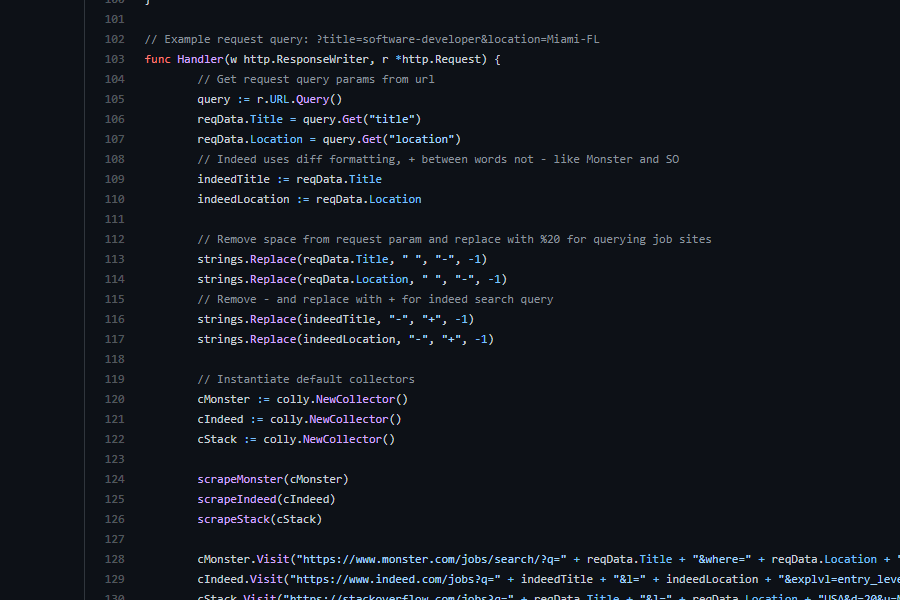 100 }
101
102 // Example request query: ?title=software-developer&location=Miami-FL
103 func Handler(w http.ResponseWriter, r *http.Request) {
104 // Get request query params from url
105 query := r.URL.Query()
106 reqData.Title = query.Get("title")
107 reqData.Location = query.Get("location")
108 // Indeed uses diff formatting, + between words not - like Monster and SO
109 indeedTitle := reqData.Title
110 indeedLocation := reqData.Location
111
112 // Remove space from request param and replace with %20 for querying job sites
113 strings.Replace(reqData.Title, " ", "-", -1)
114 strings.Replace(reqData.Location, " ", "-", -1)
115 // Remove - and replace with + for indeed search query
116 strings.Replace(indeedTitle, "-", "+", -1)
117 strings.Replace(indeedLocation, "-", "+", -1)
118
119 // Instantiate default collectors
120 cMonster := colly.NewCollector()
121 cIndeed := colly.NewCollector()
122 cStack := colly.NewCollector()
123
124 scrapeMonster(cMonster)
125 scrapeIndeed(cIndeed)
126 scrapeStack(cStack)
127
128 cMonster.Visit("https://www.monster.com/jobs/search/?q=" + reqData.Title + "&where=" + reqData.Location + "
129 cIndeed.Visit("https://www.indeed.com/jobs?q=" + indeedTitle + "&l=" + indeedLocation + "&explvl=entry_leve
130 cStack.Visit("https://stackoverflow.com/jobs?q=" + reqData.Title + "&l=" + reqData.Location + "USA&d=20&u=M